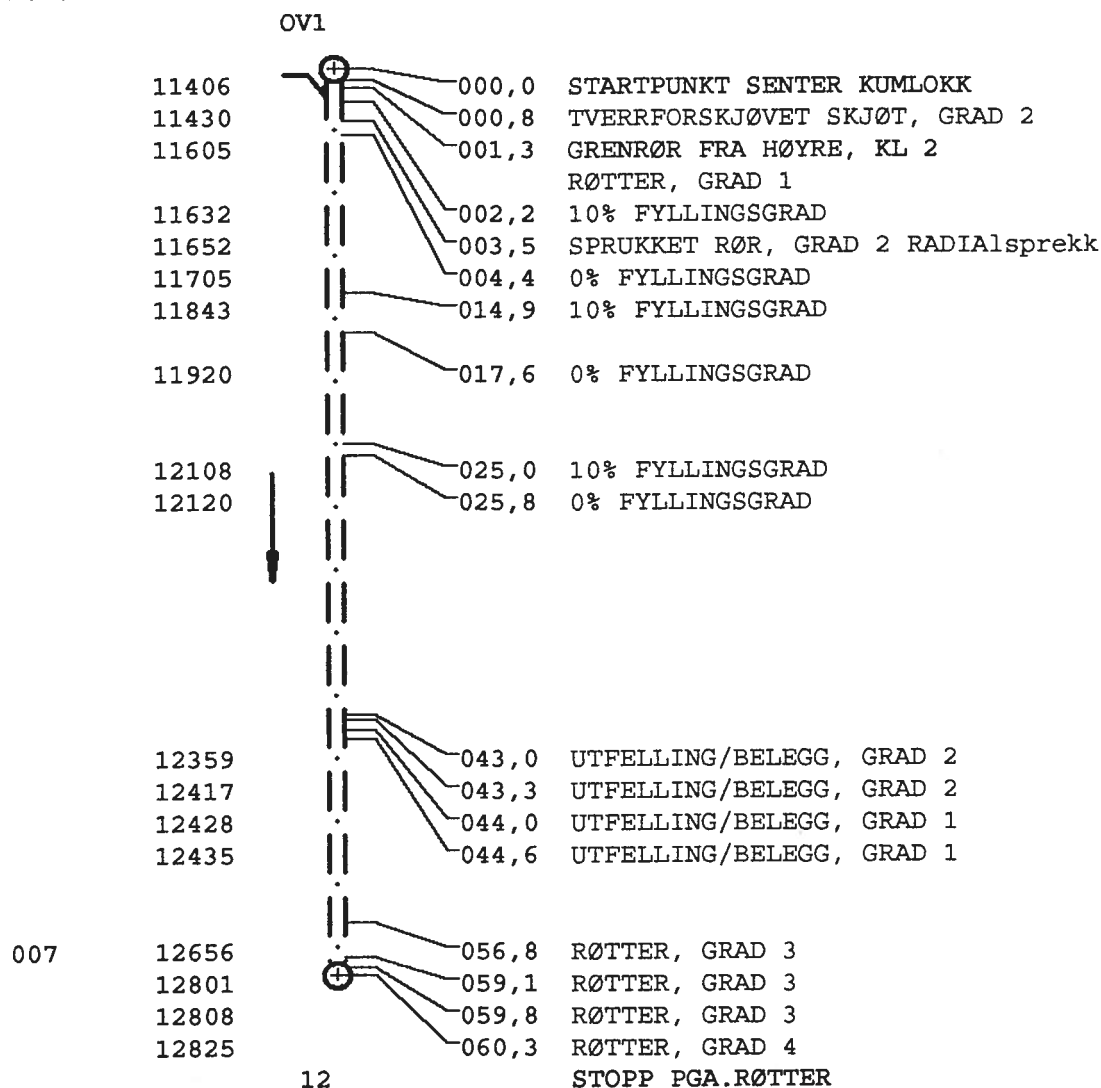 OV1
11406 000,0 STARTPUNKT SENTER KUMLOKK
11430 000,8 TVERRFORSKJØVET SKJØT, GRAD 2
11605 001,3 GRENRØR FRA HØYRE, KL 2
RØTTER, GRAD 1
11632 002,2 10% FYLLINGSGRAD
11652 003,5 SPRUKKET RØR, GRAD 2 RADIAlsprekk
11705 004,4 0% FYLLINGSGRAD
11843 014,9 10% FYLLINGSGRAD
11920 017,6 0% FYLLINGSGRAD
12108 025,0 10% FYLLINGSGRAD
12120 025,8 0% FYLLINGSGRAD
12359 043,0 UTFELLING/BELEGG, GRAD 2
12417 043,3 UTFELLING/BELEGG, GRAD 2
12428 044,0 UTFELLING/BELEGG, GRAD 1
12435 044,6 UTFELLING/BELEGG, GRAD 1
007 12656 056,8 RØTTER, GRAD 3
12801 059,1 RØTTER, GRAD 3
12808 059,8 RØTTER, GRAD 3
12825 060,3 RØTTER, GRAD 4
12 STOPP PGA.RØTTER